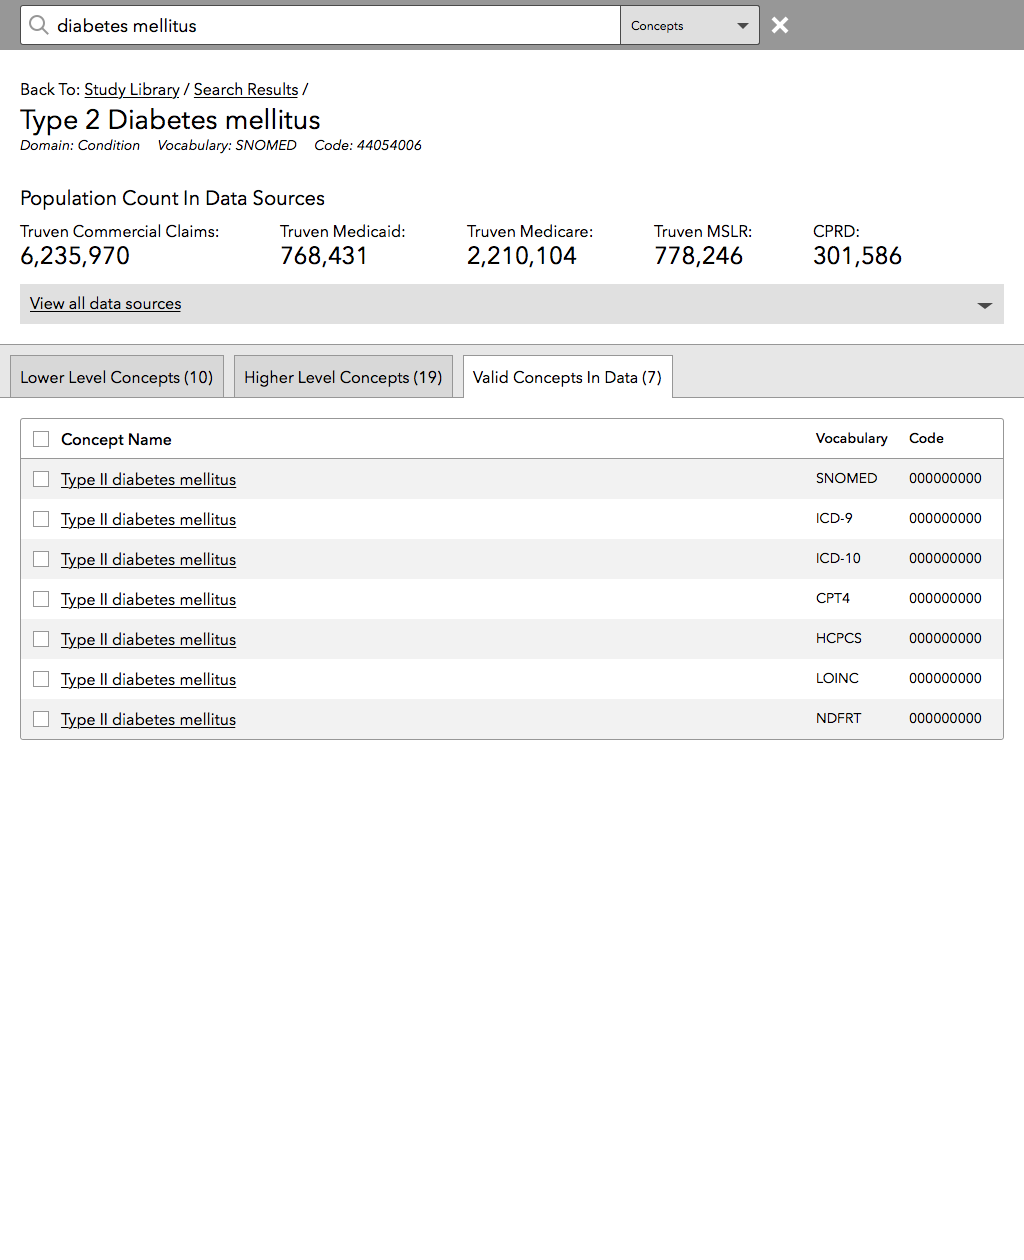 diabetes mellitus Concepts
Back To: Study Library / Search Results /
Type 2 Diabetes mellitus
Domain: Condition Vocabulary: SNOMED Code: 44054006
Population Count In Data Sources
Truven Commercial Claims: Truven Medicaid: Truven Medicare: Truven MSLR: CPRD:
6,235,970 768,431 2,210,104 778,246 301,586
View all data sources
Lower Level Concepts (10) Higher Level Concepts (19) Valid Concepts In Data (7)
Concept Name Vocabulary Code
Type II diabetes mellitus SNOMED 000000000
Type II diabetes mellitus ICD-9 000000000
Type II diabetes mellitus ICD-10 000000000
Type II diabetes mellitus CPT4 000000000
Type II diabetes mellitus HCPCS 000000000
Type II diabetes mellitus LOINC 000000000
Type II diabetes mellitus NDFRT 000000000